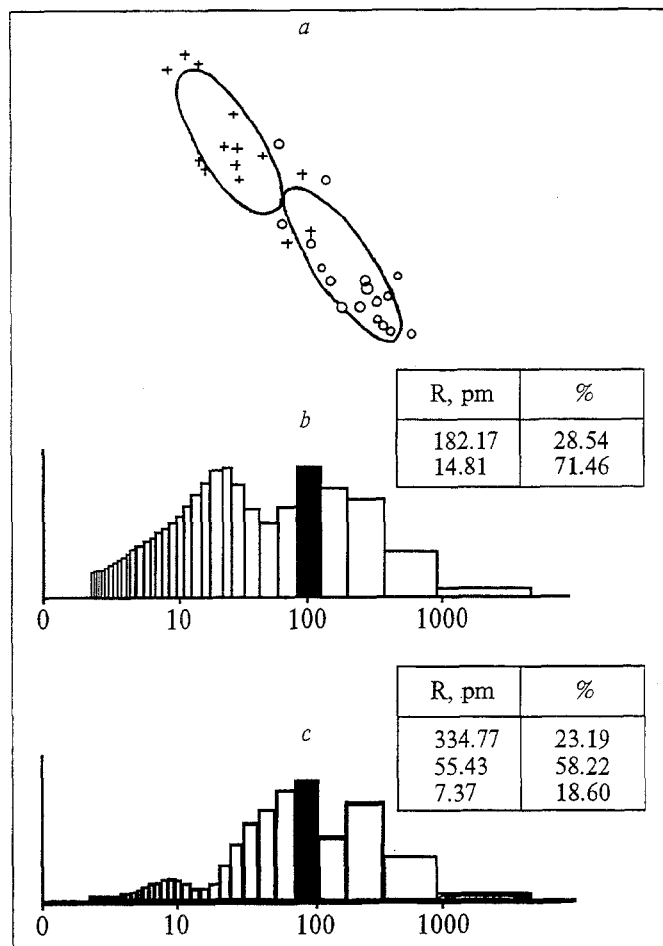 a
R, pm %
182.17 28.54
14.81 71.46
b
0 10 100 1000
R, pm %
334.77 23.19
55.43 58.22
7.37 18.60
c
0 10 100 1000